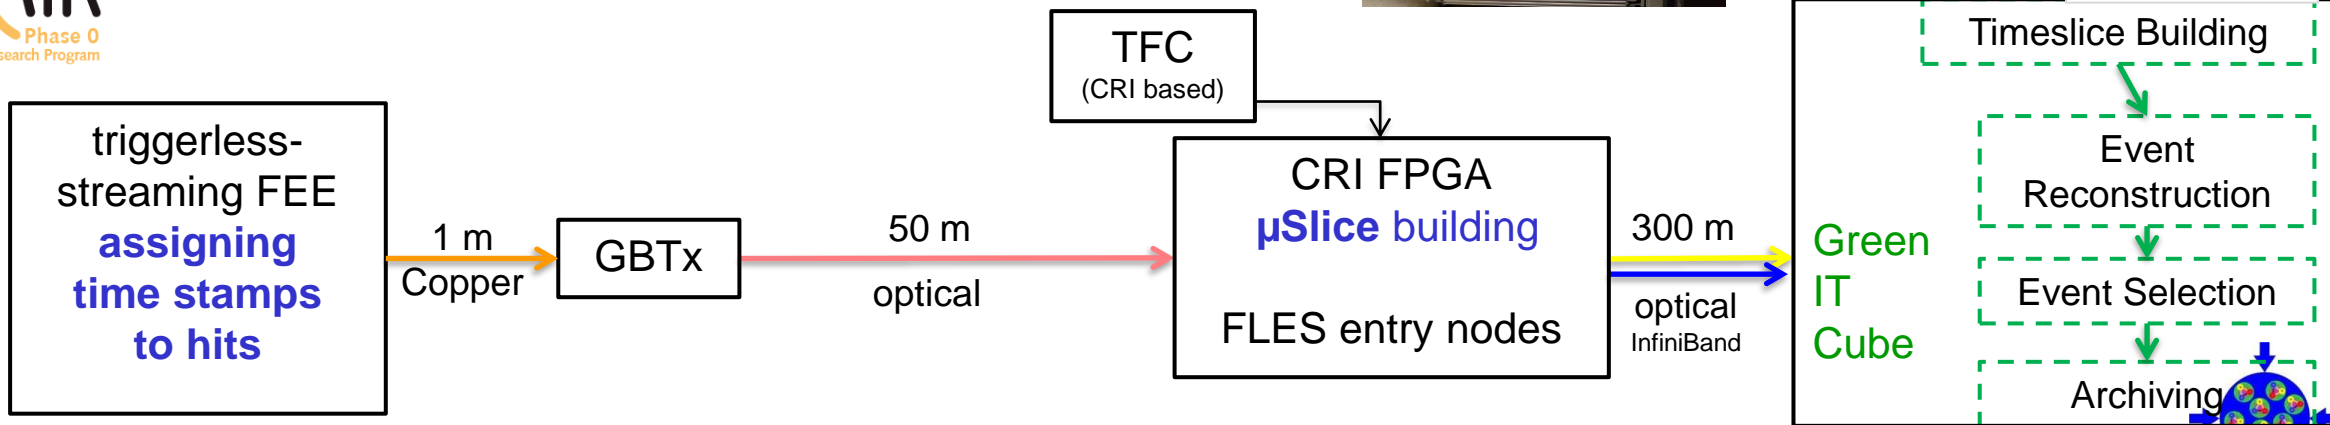 Phase 0
search Program
triggerless-
streaming FEE
assigning
time stamps
to hits
1 m
Copper
GBTx
50 m
optical
TFC
(CRI based)
CRI FPGA
µSlice building
FLES entry nodes
300 m
optical
InfiniBand
Green
IT
Cube
Timeslice Building
Event
Reconstruction
Event Selection
Archiving